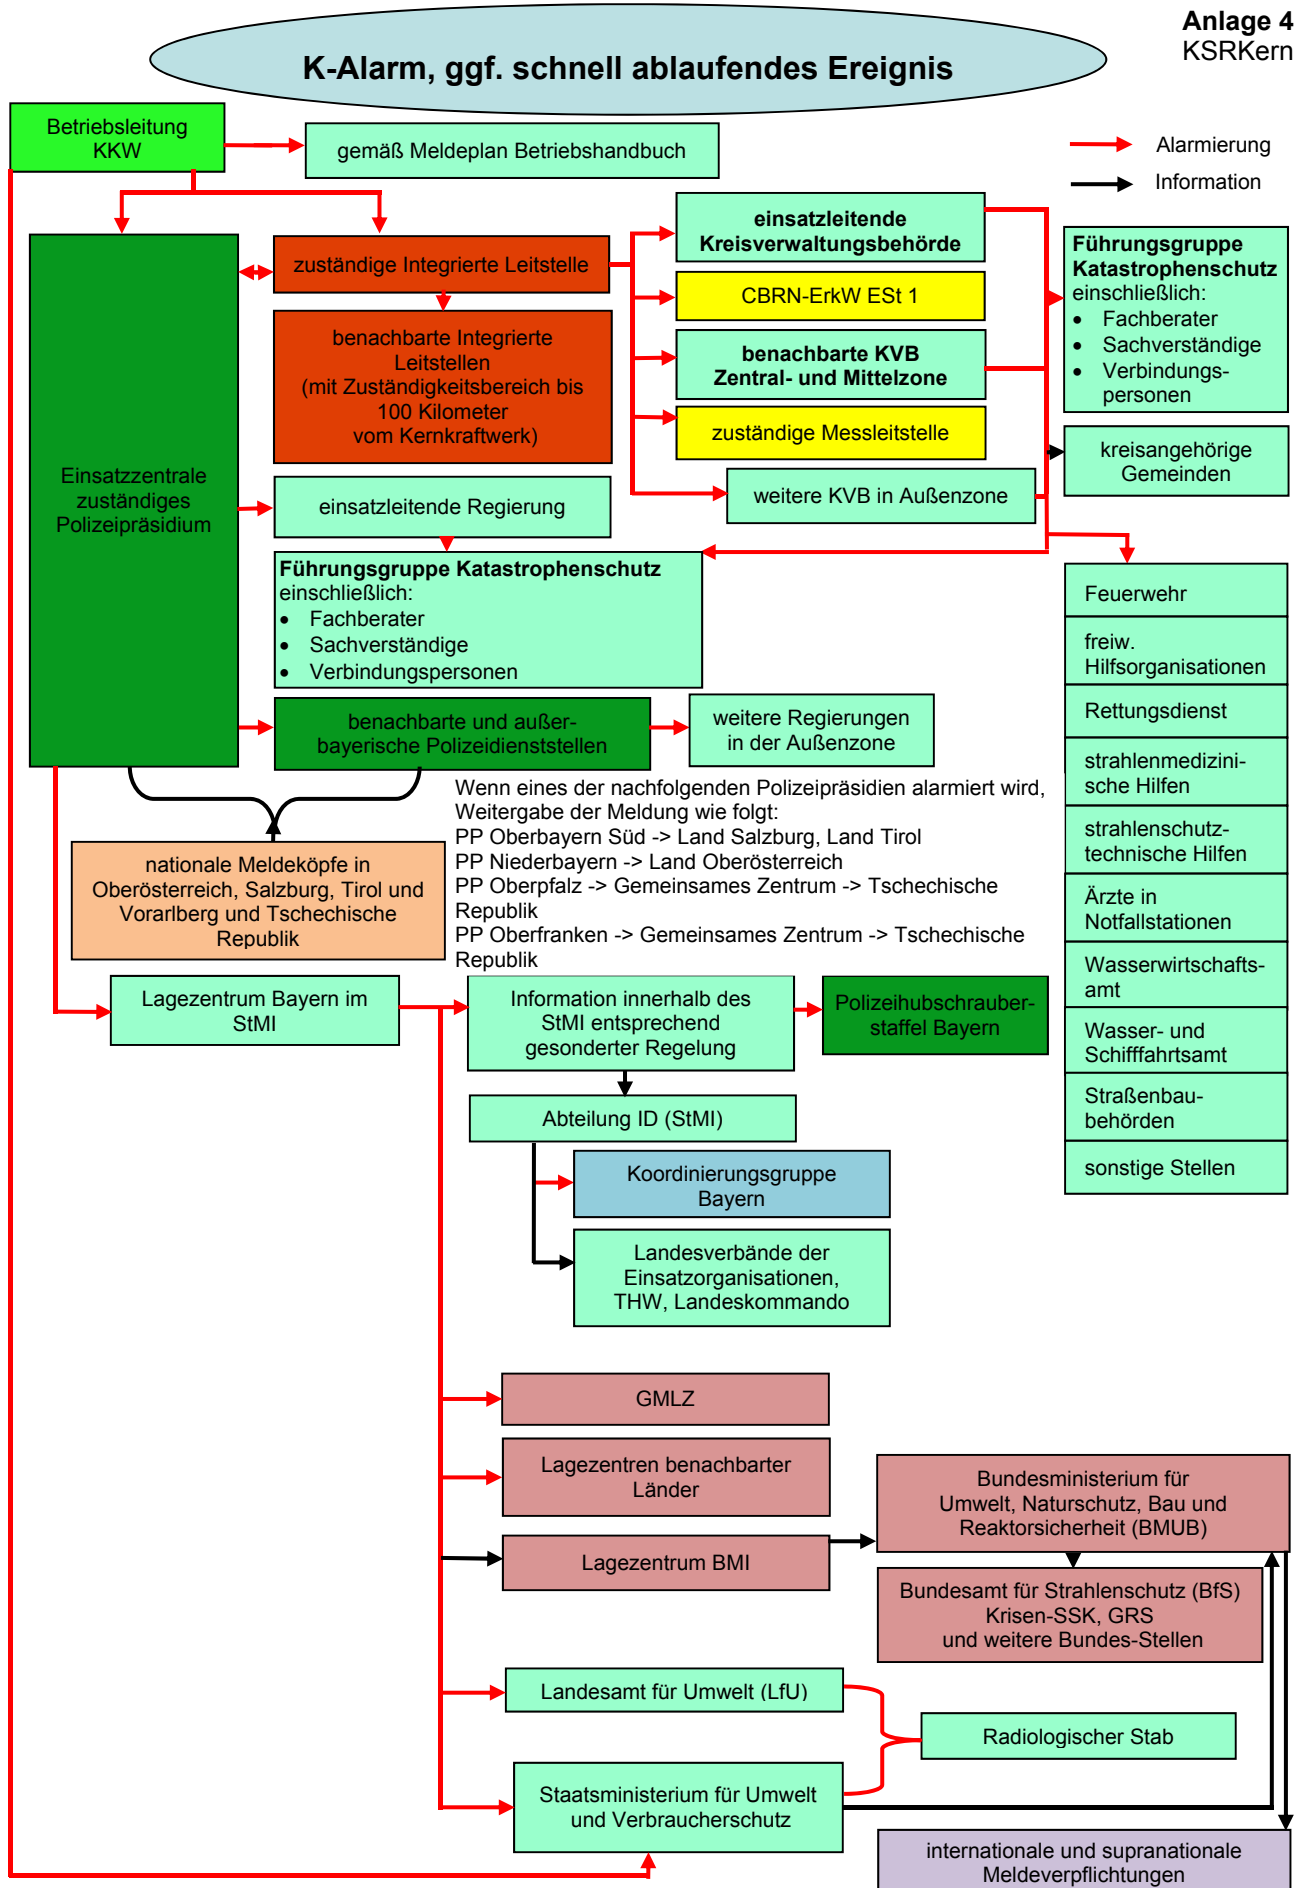 Anlage 4
KSRKern
K-Alarm, ggf. schnell ablaufendes Ereignis
Betriebsleitung
KKW
gemäß Meldeplan Betriebshandbuch
Alarmierung
Information
einsatzleitende
Kreisverwaltungsbehörde
Führungsgruppe
Katastrophenschutz
einschließlich:
• Fachberater
• Sachverständige
• Verbindungs-
personen
zuständige Integrierte Leitstelle
CBRN-ErkW ESt 1
benachbarte Integrierte
Leitstellen
(mit Zuständigkeitsbereich bis
100 Kilometer
vom Kernkraftwerk)
benachbarte KVB
Zentral- und Mittelzone
zuständige Messleitstelle
kreisangehörige
Gemeinden
Einsatzzentrale
zuständiges
Polizeipräsidium
einsatzleitende Regierung
weitere KVB in Außenzone
Führungsgruppe Katastrophenschutz
einschließlich:
• Fachberater
• Sachverständige
• Verbindungspersonen
Feuerwehr
freiw.
Hilfsorganisationen
Rettungsdienst
strahlenmedizini-
sche Hilfen
strahlenschutz-
technische Hilfen
Ärzte in
Notfallstationen
Wasserwirtschafts-
amt
Wasser- und
Schifffahrtsamt
Straßenbau-
behörden
sonstige Stellen
benachbarte und außer-
bayerische Polizeidienststellen
weitere Regierungen
in der Außenzone
Wenn eines der nachfolgenden Polizeipräsidien alarmiert wird,
Weitergabe der Meldung wie folgt:
PP Oberbayern Süd -> Land Salzburg, Land Tirol
PP Niederbayern -> Land Oberösterreich
PP Oberpfalz -> Gemeinsames Zentrum -> Tschechische
Republik
PP Oberfranken -> Gemeinsames Zentrum -> Tschechische
Republik
nationale Meldeköpfe in
Oberösterreich, Salzburg, Tirol und
Vorarlberg und Tschechische
Republik
Lagezentrum Bayern im
StMI
Information innerhalb des
StMI entsprechend
gesonderter Regelung
Polizeihubschrauber-
staffel Bayern
Abteilung ID (StMI)
Koordinierungsgruppe
Bayern
Landesverbände der
Einsatzorganisationen,
THW, Landeskommando
GMLZ
Lagezentren benachbarter
Länder
Lagezentrum BMI
Bundesministerium für
Umwelt, Naturschutz, Bau und
Reaktorsicherheit (BMUB)
Bundesamt für Strahlenschutz (BfS)
Krisen-SSK, GRS
und weitere Bundes-Stellen
Landesamt für Umwelt (LfU)
Radiologischer Stab
Staatsministerium für Umwelt
und Verbraucherschutz
internationale und supranationale
Meldeverpflichtungen